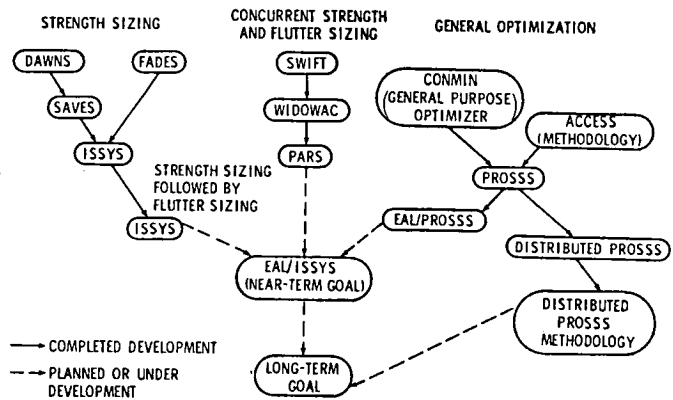 STRENGTH SIZING
CONCURRENT STRENGTH
AND FLUTTER SIZING
GENERAL OPTIMIZATION
DAWNS
FADES
SAVES
ISSYS
ISSYS
STRENGTH SIZING
FOLLOWED BY
FLUTTER SIZING
SWIFT
WIDOWAC
PARS
CONMIN
(GENERAL PURPOSE)
OPTIMIZER
ACCESS
(METHODOLOGY)
PROSSS
EAL/PROSSS
DISTRIBUTED PROSSS
EAL/ISSYS
(NEAR-TERM GOAL)
DISTRIBUTED
PROSSS
METHODOLOGY
LONG-TERM
GOAL
COMPLETED DEVELOPMENT
PLANNED OR UNDER
DEVELOPMENT